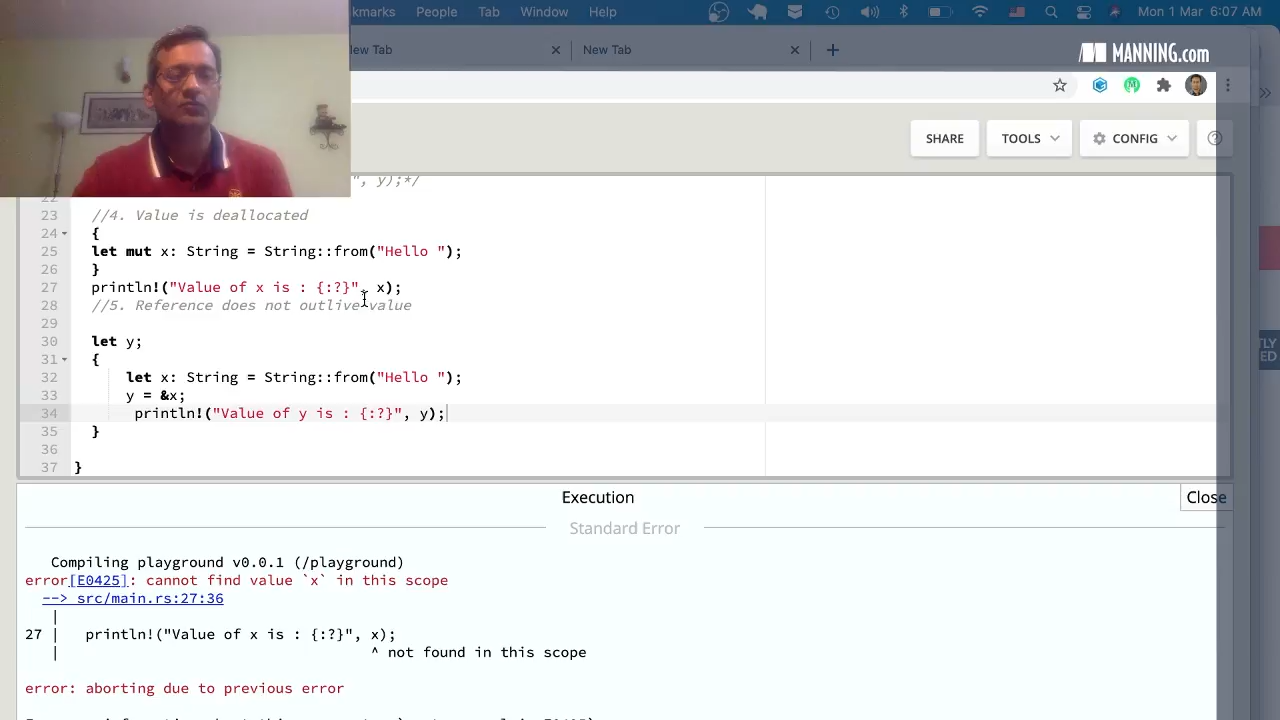 kmarks People Tab Window Help Mon 1 Mar 6:07 AM
New Tab
MANNING.com
SHARE TOOLS CONFIG
", y);*/
22
23 //4. Value is deallocated
24 {
25 let mut x: String = String::from("Hello ");
26 }
27 println!("Value of x is : {:?}", x);
28 //5. Reference does not outlive value
29
30 let y;
31 {
32 let x: String = String::from("Hello ");
33 y = &x;
34 println!("Value of y is : {:?}", y);
35 }
36
37 }
Execution
Close
Standard Error
Compiling playground v0.0.1 (/playground)
error[E0425]: cannot find value `x` in this scope
--> src/main.rs:27:36
|
27 | println!("Value of x is : {:?}", x);
| ^ not found in this scope
error: aborting due to previous error